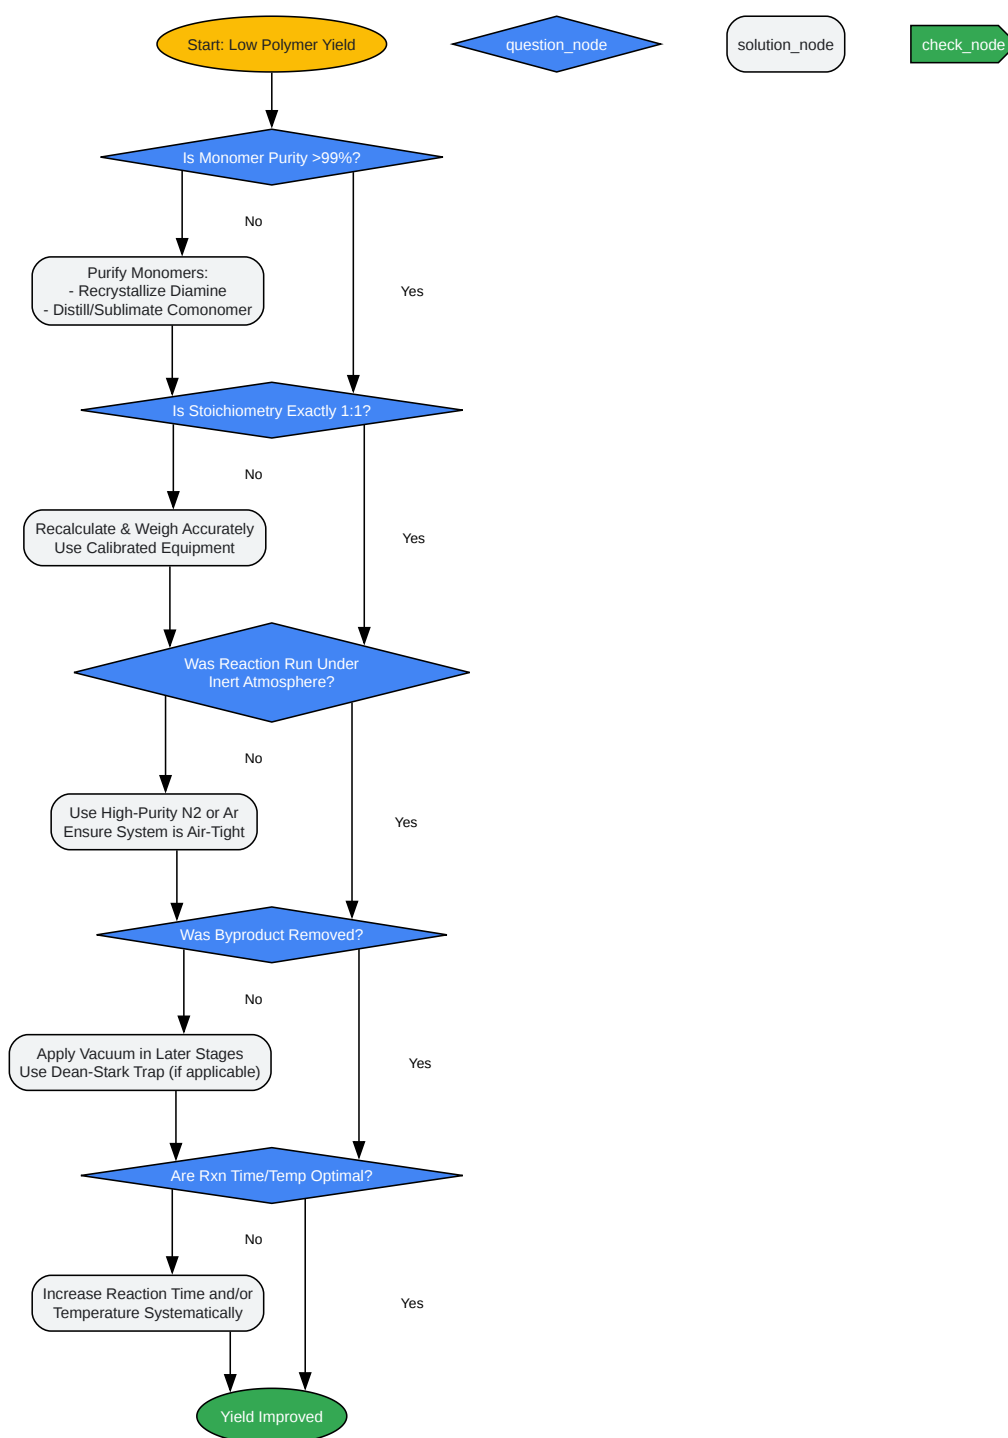 Start: Low Polymer Yield
question_node
solution_node
check_node
Is Monomer Purity >99%?
No
Purify Monomers:
- Recrystallize Diamine
- Distill/Sublimate Comonomer
Yes
Is Stoichiometry Exactly 1:1?
No
Recalculate & Weigh Accurately
Use Calibrated Equipment
Yes
Was Reaction Run Under
Inert Atmosphere?
No
Use High-Purity N2 or Ar
Ensure System is Air-Tight
Yes
Was Byproduct Removed?
No
Apply Vacuum in Later Stages
Use Dean-Stark Trap (if applicable)
Yes
Are Rxn Time/Temp Optimal?
No
Increase Reaction Time and/or
Temperature Systematically
Yes
Yield Improved